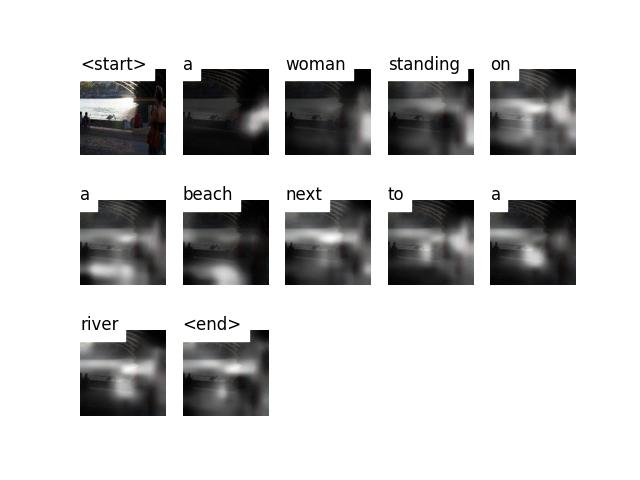 <start> a woman standing on
a beach next to a
river <end>